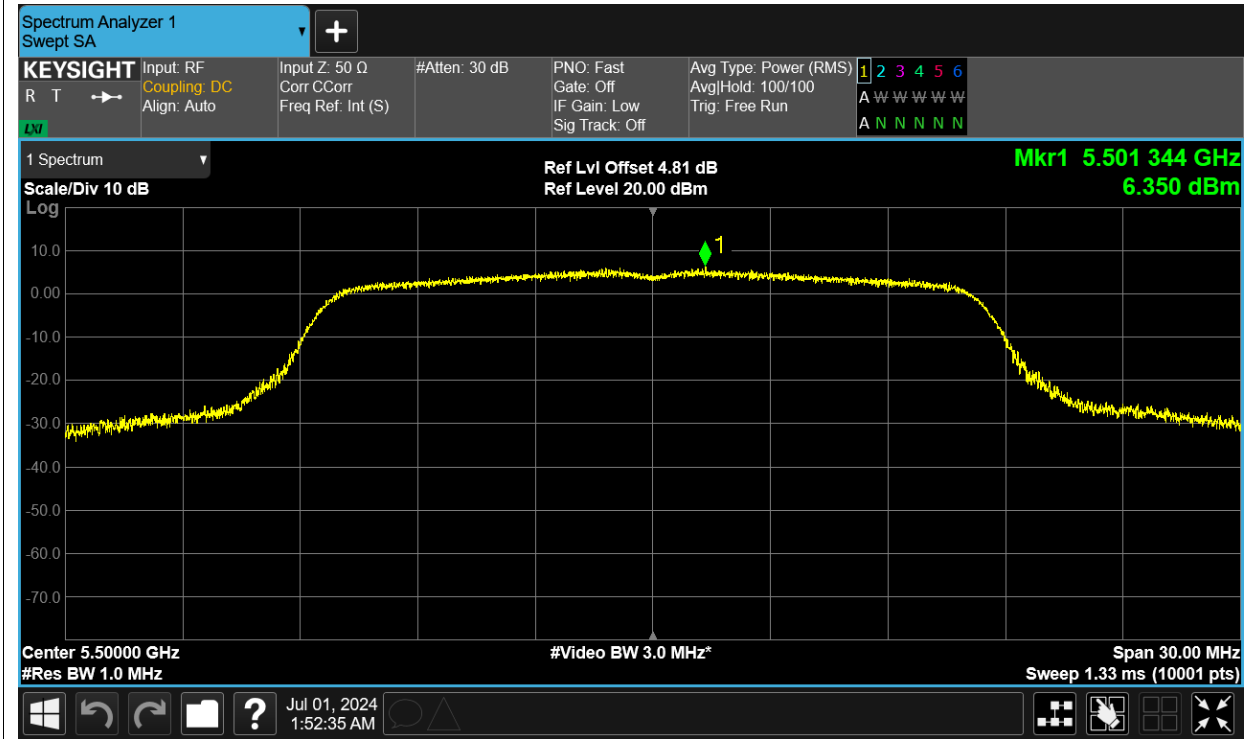 Spectrum Analyzer 1
Swept SA
KEYSIGHT
R T
LXI
Input: RF
Coupling: DC
Align: Auto
Input Z: 50 Ω
Corr CCorr
Freq Ref: Int (S)
#Atten: 30 dB
PNO: Fast
Gate: Off
IF Gain: Low
Sig Track: Off
Avg Type: Power (RMS)
Avg|Hold: 100/100
Trig: Free Run
1 2 3 4 5 6
A W W W W W
A N N N N N
1 Spectrum
Scale/Div 10 dB
Log
Ref Lvl Offset 4.81 dB
Ref Level 20.00 dBm
Mkr1 5.501 344 GHz
6.350 dBm
1
10.0
0.00
-10.0
-20.0
-30.0
-40.0
-50.0
-60.0
-70.0
Center 5.50000 GHz
#Res BW 1.0 MHz
#Video BW 3.0 MHz*
Span 30.00 MHz
Sweep 1.33 ms (10001 pts)
?
Jul 01, 2024
1:52:35 AM